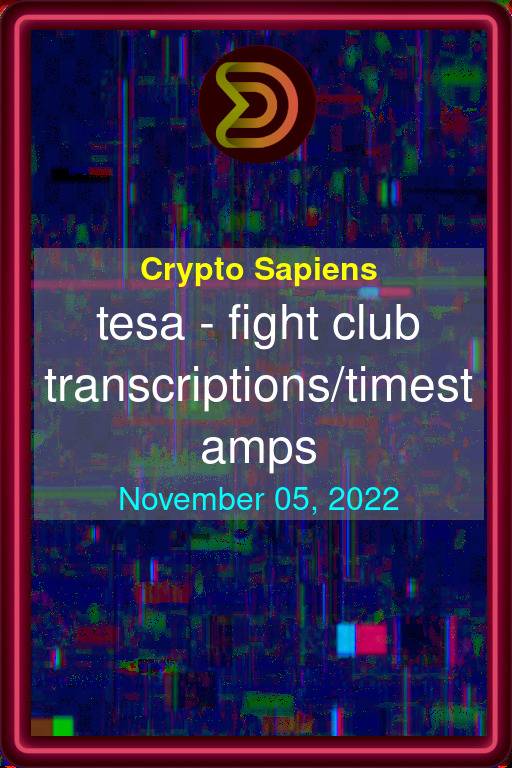 Crypto Sapiens
tesa - fight club
transcriptions/timest
amps
November 05, 2022